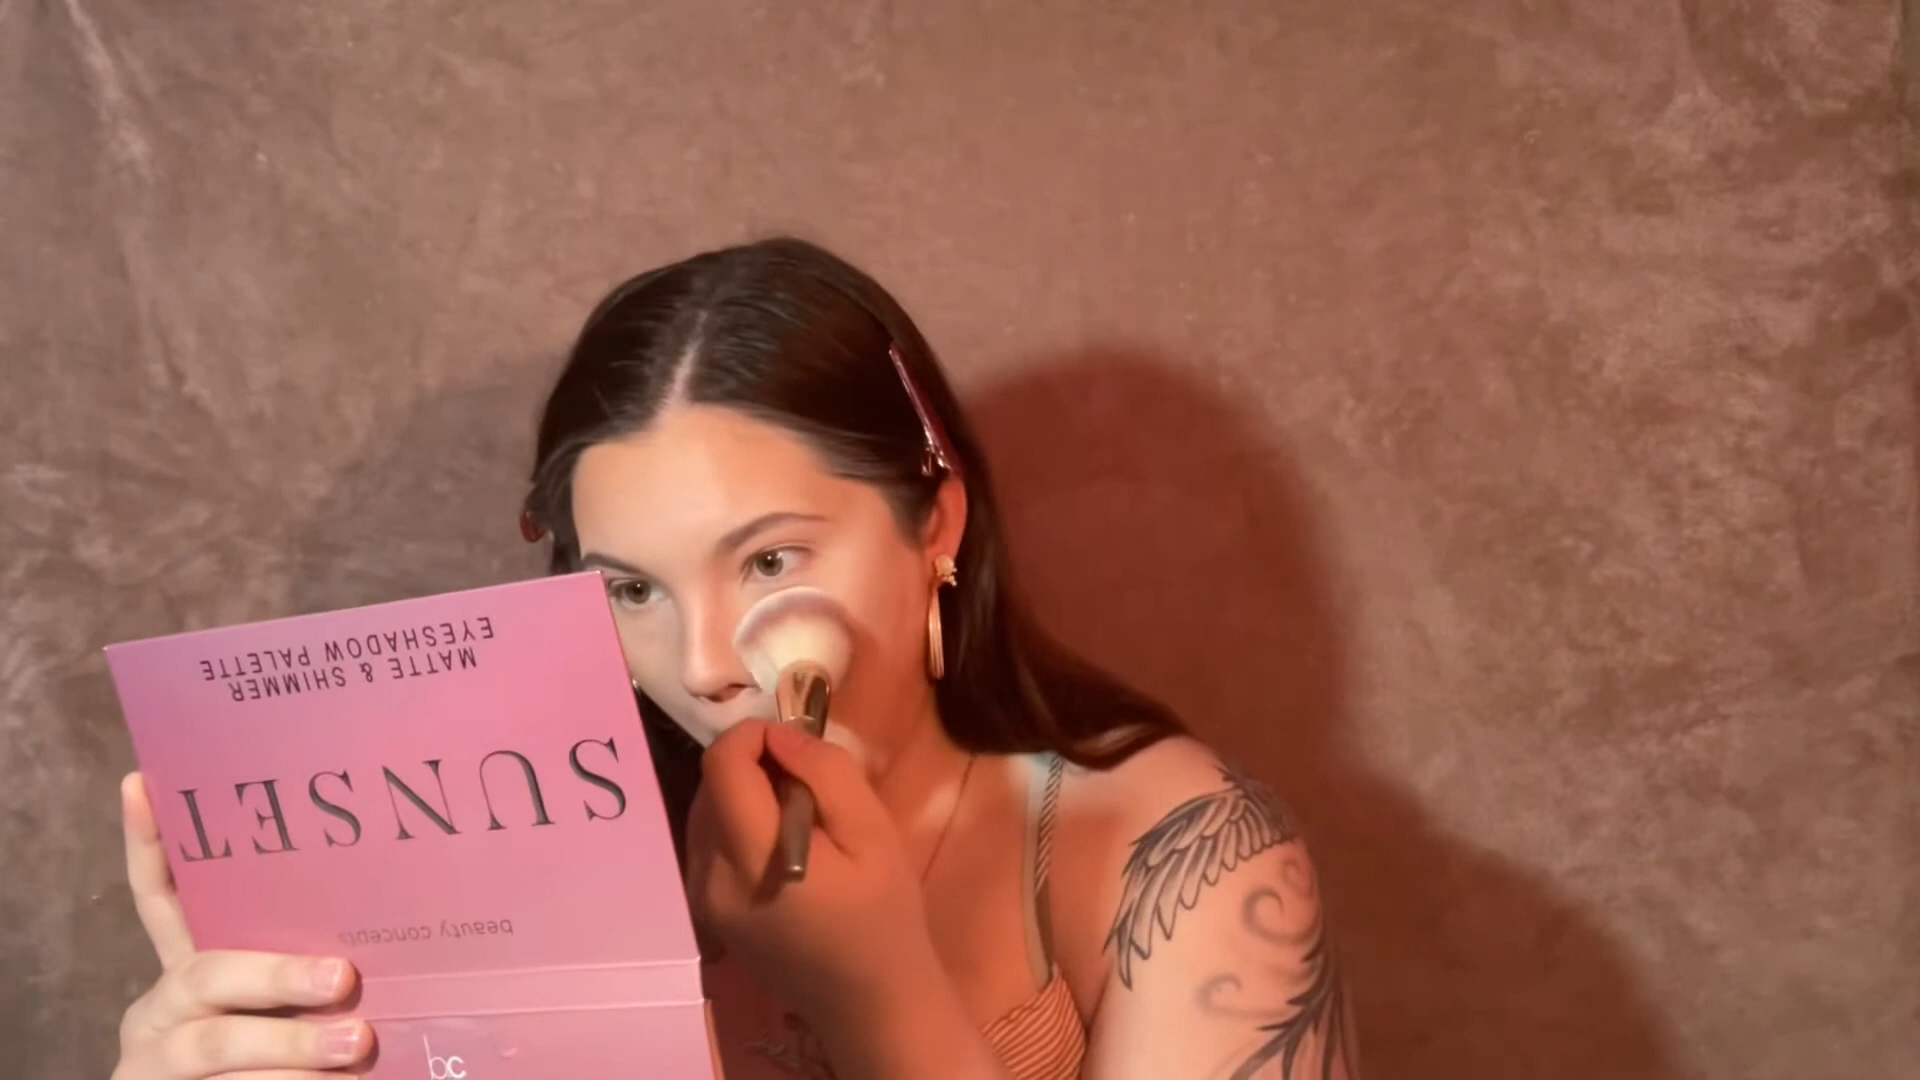 MATTE & SHIMMER
EYESHADOW PALETTE
SUNSET
beauty concepts
bc